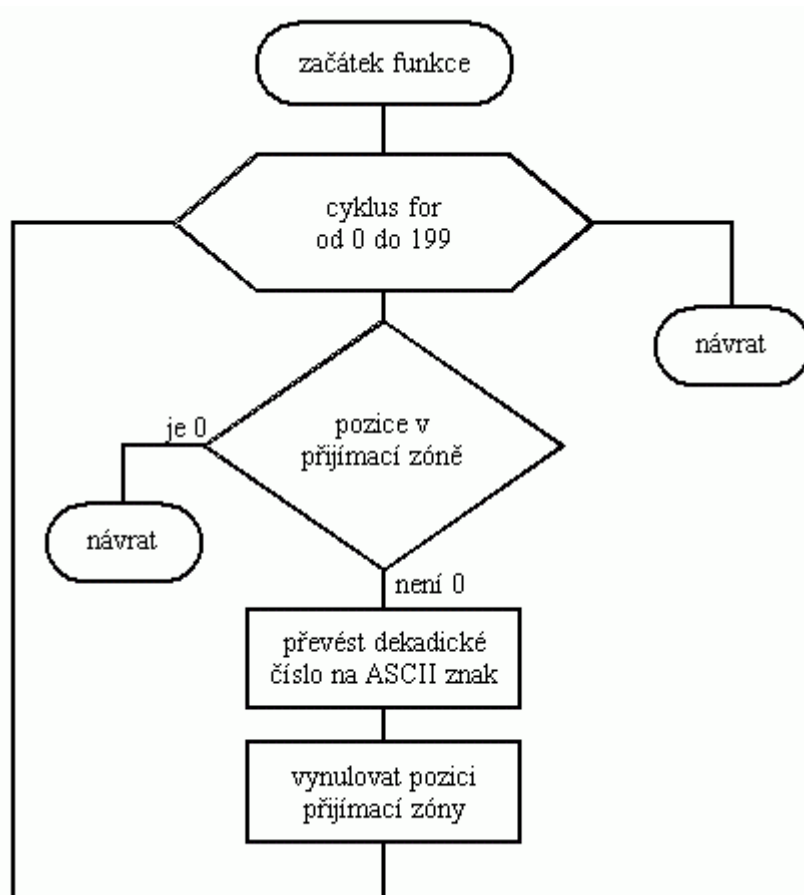 začátek funkce
cyklus for
od 0 do 199
návrat
je 0
pozice v
přijímací zóně
návrat
není 0
převést dekadické
číslo na ASCII znak
vynulovat pozici
přijímací zóny